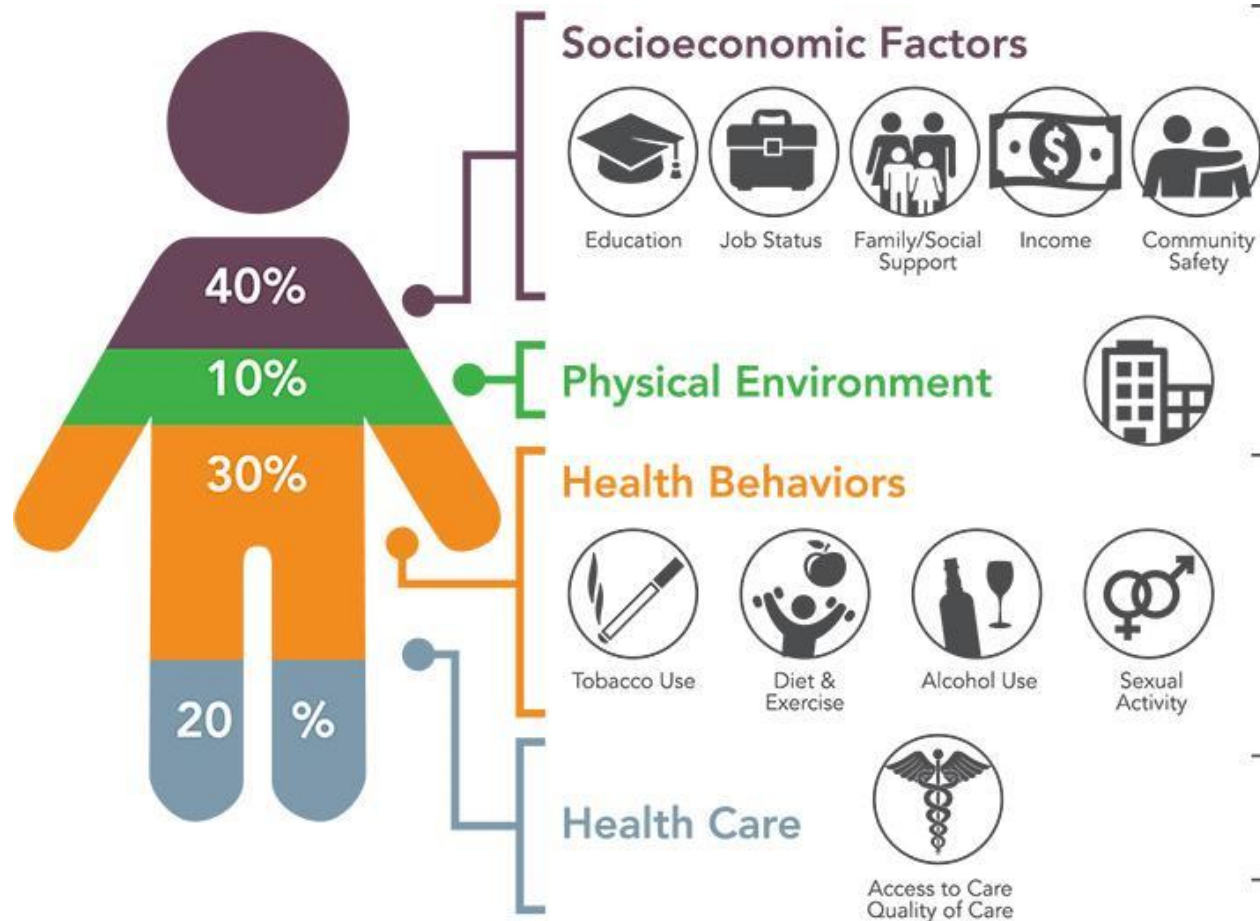 Socioeconomic Factors
$
Education
Job Status
Family/Social
Support
Income
Community
Safety
40%
10%
Physical Environment
30%
Health Behaviors
Tobacco Use
Diet &
Exercise
Alcohol Use
Sexual
Activity
20 %
Health Care
Access to Care
Quality of Care